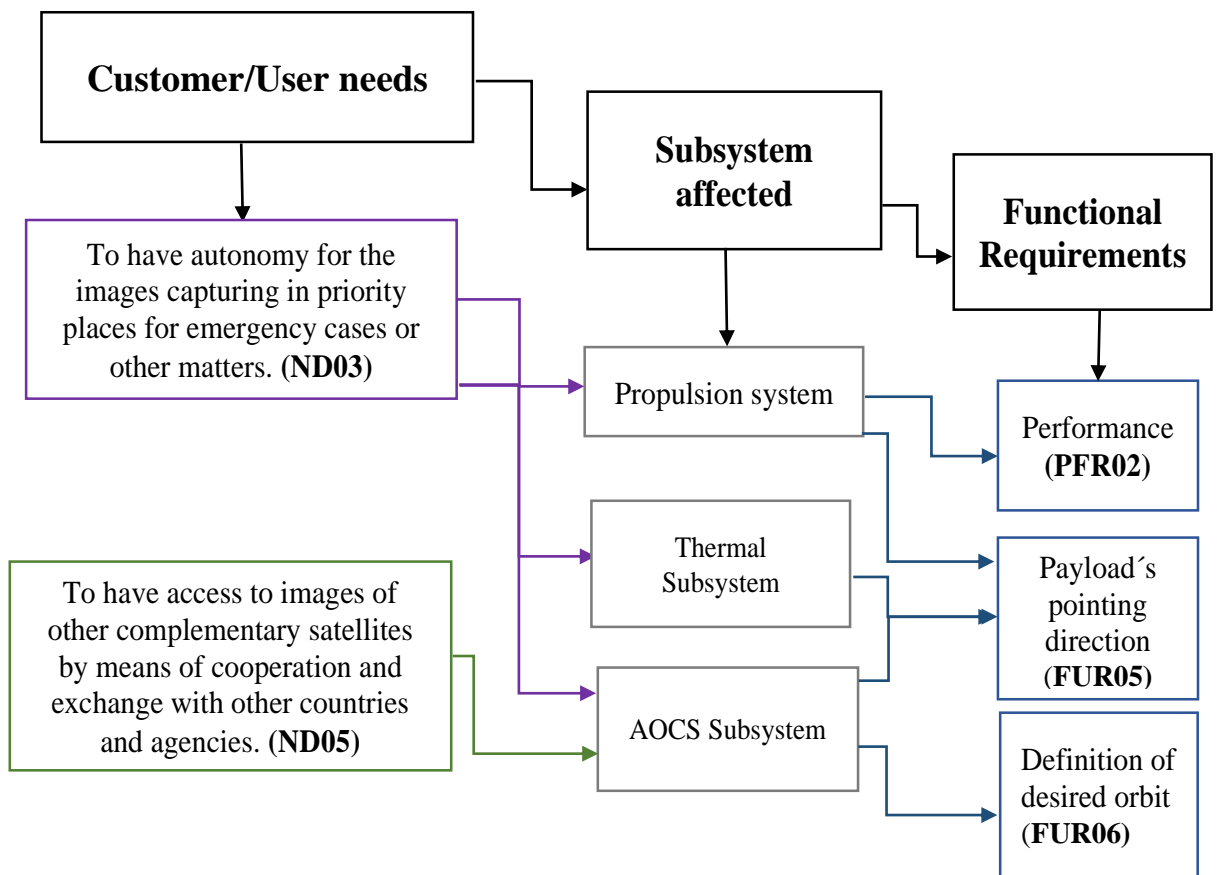 Customer/User needs
Subsystem
affected
Functional
Requirements
To have autonomy for the
images capturing in priority
places for emergency cases or
other matters. (ND03)
Propulsion system
Performance
(PFR02)
Thermal
Subsystem
Payload´s
pointing
direction
(FUR05)
To have access to images of
other complementary satellites
by means of cooperation and
exchange with other countries
and agencies. (ND05)
AOCS Subsystem
Definition of
desired orbit
(FUR06)